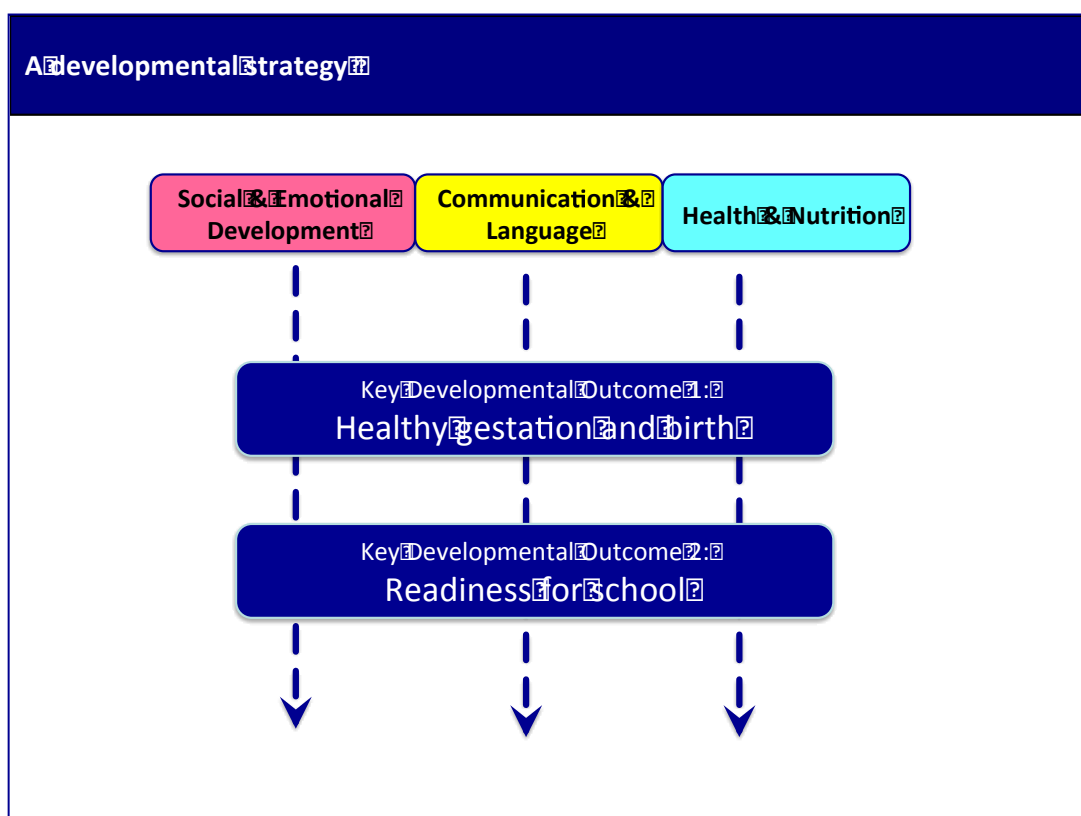 A developmental strategy
Social & Emotional
Development
Communication &
Language
Health & Nutrition
Key Developmental Outcome 1:
Healthy gestation and birth
Key Developmental Outcome 2:
Readiness for school